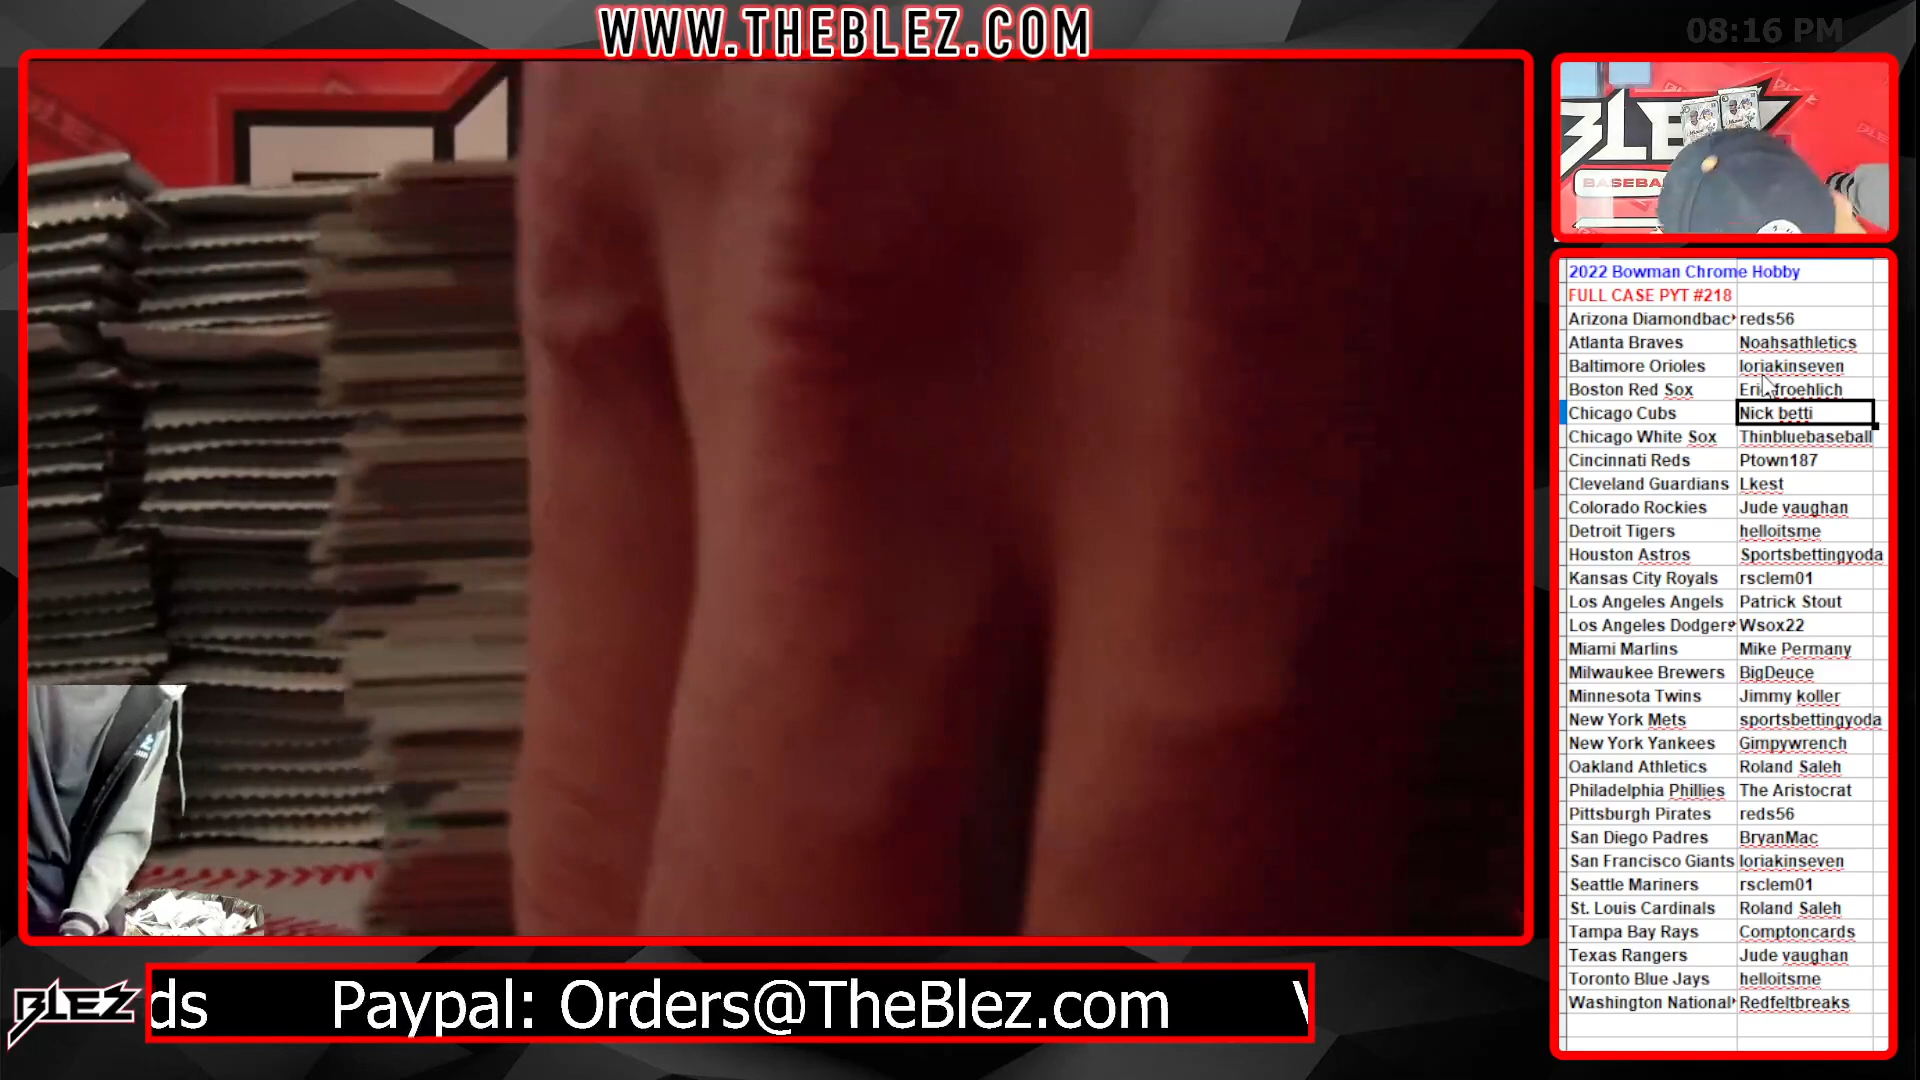 WWW.THEBLEZ.COM
08:16 PM
BLEZ
BASEBA
2022 Bowman Chrome Hobby
FULL CASE PYT #218
Arizona Diamondbac reds56
Atlanta Braves Noahsathletics
Baltimore Orioles loriakinseven
Boston Red Sox Eric froehlich
Chicago Cubs Nick betti
Chicago White Sox Thinbluebaseball
Cincinnati Reds Ptown187
Cleveland Guardians Lkest
Colorado Rockies Jude vaughan
Detroit Tigers helloitsme
Houston Astros Sportsbettingyoda
Kansas City Royals rsclem01
Los Angeles Angels Patrick Stout
Los Angeles Dodgers Wsox22
Miami Marlins Mike Permany
Milwaukee Brewers BigDeuce
Minnesota Twins Jimmy koller
New York Mets sportsbettingyoda
New York Yankees Gimpywrench
Oakland Athletics Roland Saleh
Philadelphia Phillies The Aristocrat
Pittsburgh Pirates reds56
San Diego Padres BryanMac
San Francisco Giants loriakinseven
Seattle Mariners rsclem01
St. Louis Cardinals Roland Saleh
Tampa Bay Rays Comptoncards
Texas Rangers Jude vaughan
Toronto Blue Jays helloitsme
Washington National Redfeltbreaks
BLEZ
ds Paypal: Orders@TheBlez.com